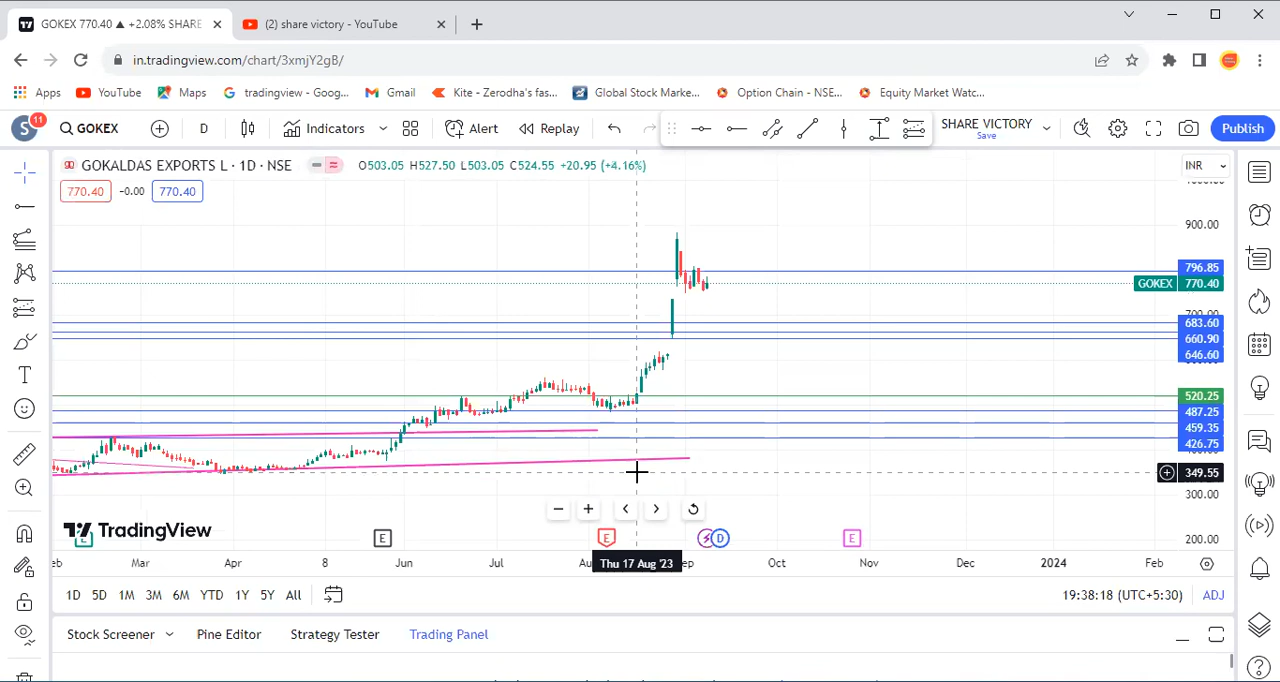 GOKEX 770.40 ▲ +2.08% SHARE
(2) share victory - YouTube
in.tradingview.com/chart/3xmjY2gB/
Apps YouTube Maps tradingview - Goog... Gmail Kite - Zerodha's fas... Global Stock Marke... Option Chain - NSE... Equity Market Watc...
S 11 GOKEX D Indicators Alert Replay SHARE VICTORY Save Publish
GOKALDAS EXPORTS L · 1D · NSE O503.05 H527.50 L503.05 C524.55 +20.95 (+4.16%)
INR
770.40 -0.00 770.40
900.00
796.85
GOKEX 770.40
683.60
660.90
646.60
520.25
487.25
459.35
426.75
349.55
300.00
TradingView
E E D E
200.00
Thu 17 Aug '23
eb Mar Apr 8 Jun Jul Au ep Oct Nov Dec 2024 Feb
1D 5D 1M 3M 6M YTD 1Y 5Y All 19:38:18 (UTC+5:30) ADJ
Stock Screener Pine Editor Strategy Tester Trading Panel